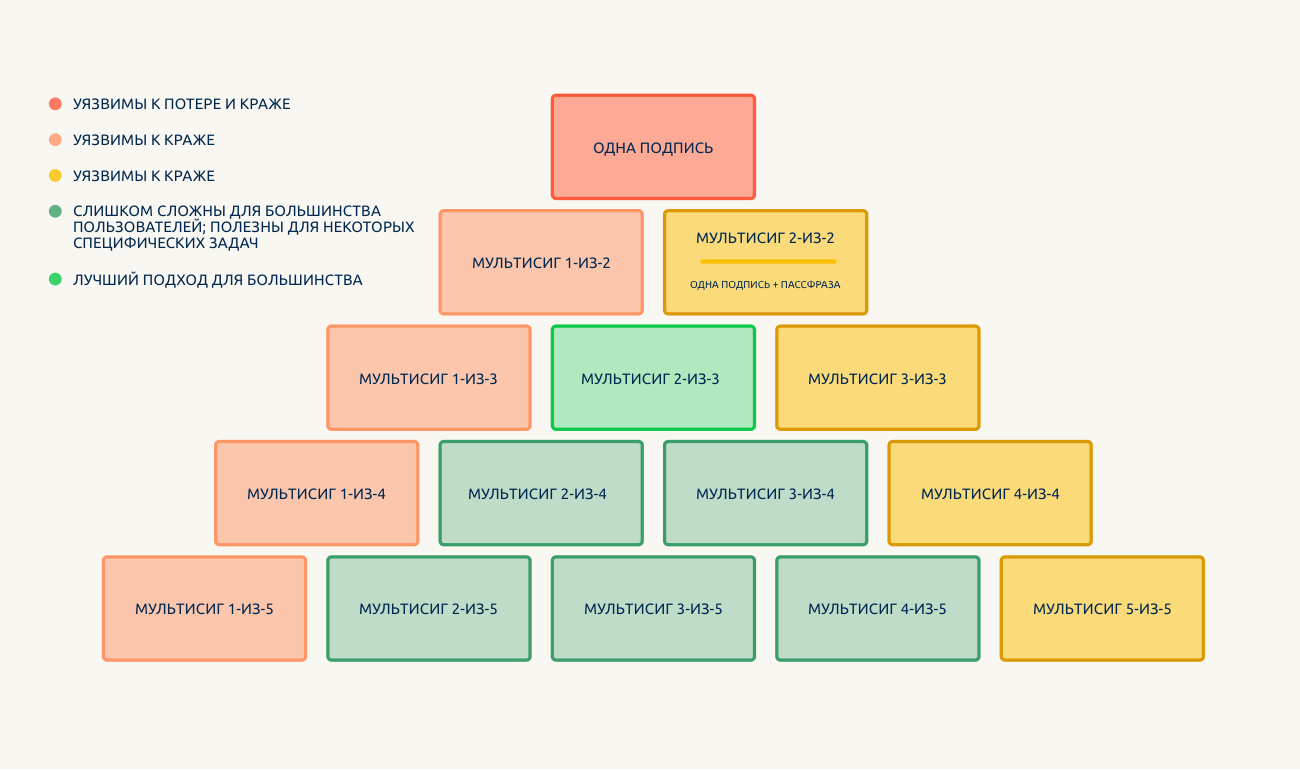 УЯЗВИМЫ К ПОТЕРЕ И КРАЖЕ
УЯЗВИМЫ К КРАЖЕ
УЯЗВИМЫ К КРАЖЕ
СЛИШКОМ СЛОЖНЫ ДЛЯ БОЛЬШИНСТВА
ПОЛЬЗОВАТЕЛЕЙ; ПОЛЕЗНЫ ДЛЯ НЕКОТОРЫХ
СПЕЦИФИЧЕСКИХ ЗАДАЧ
ЛУЧШИЙ ПОДХОД ДЛЯ БОЛЬШИНСТВА
ОДНА ПОДПИСЬ
МУЛЬТИСИГ 1-ИЗ-2
МУЛЬТИСИГ 2-ИЗ-2
ОДНА ПОДПИСЬ + ПАССФРАЗА
МУЛЬТИСИГ 1-ИЗ-3
МУЛЬТИСИГ 2-ИЗ-3
МУЛЬТИСИГ 3-ИЗ-3
МУЛЬТИСИГ 1-ИЗ-4
МУЛЬТИСИГ 2-ИЗ-4
МУЛЬТИСИГ 3-ИЗ-4
МУЛЬТИСИГ 4-ИЗ-4
МУЛЬТИСИГ 1-ИЗ-5
МУЛЬТИСИГ 2-ИЗ-5
МУЛЬТИСИГ 3-ИЗ-5
МУЛЬТИСИГ 4-ИЗ-5
МУЛЬТИСИГ 5-ИЗ-5